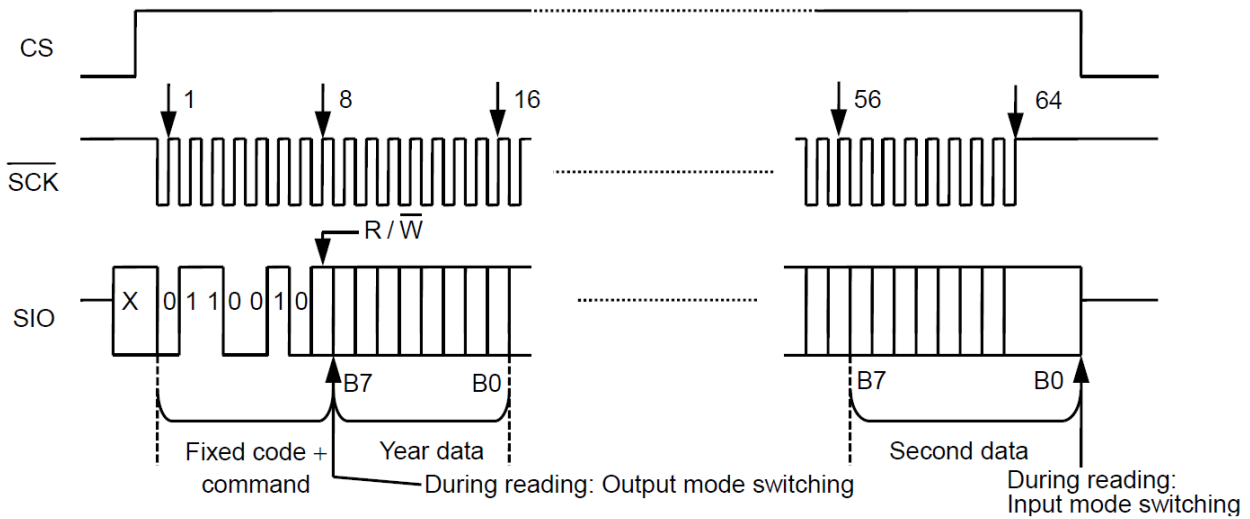 CS
1
8
16
56
64
SCK
R / W
SIO
X
0 1 1 0 0 1 0
B7
B0
B7
B0
Fixed code +
command
Year data
Second data
During reading: Output mode switching
During reading:
Input mode switching